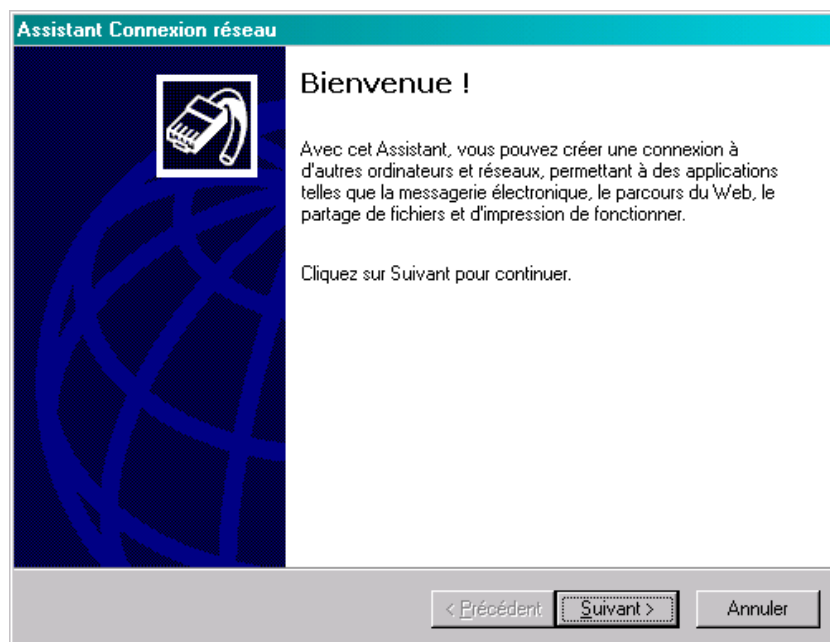 Assistant Connexion réseau
Bienvenue !
Avec cet Assistant, vous pouvez créer une connexion à
d'autres ordinateurs et réseaux, permettant à des applications
telles que la messagerie électronique, le parcours du Web, le
partage de fichiers et d'impression de fonctionner.
Cliquez sur Suivant pour continuer.
< Précédent Suivant > Annuler